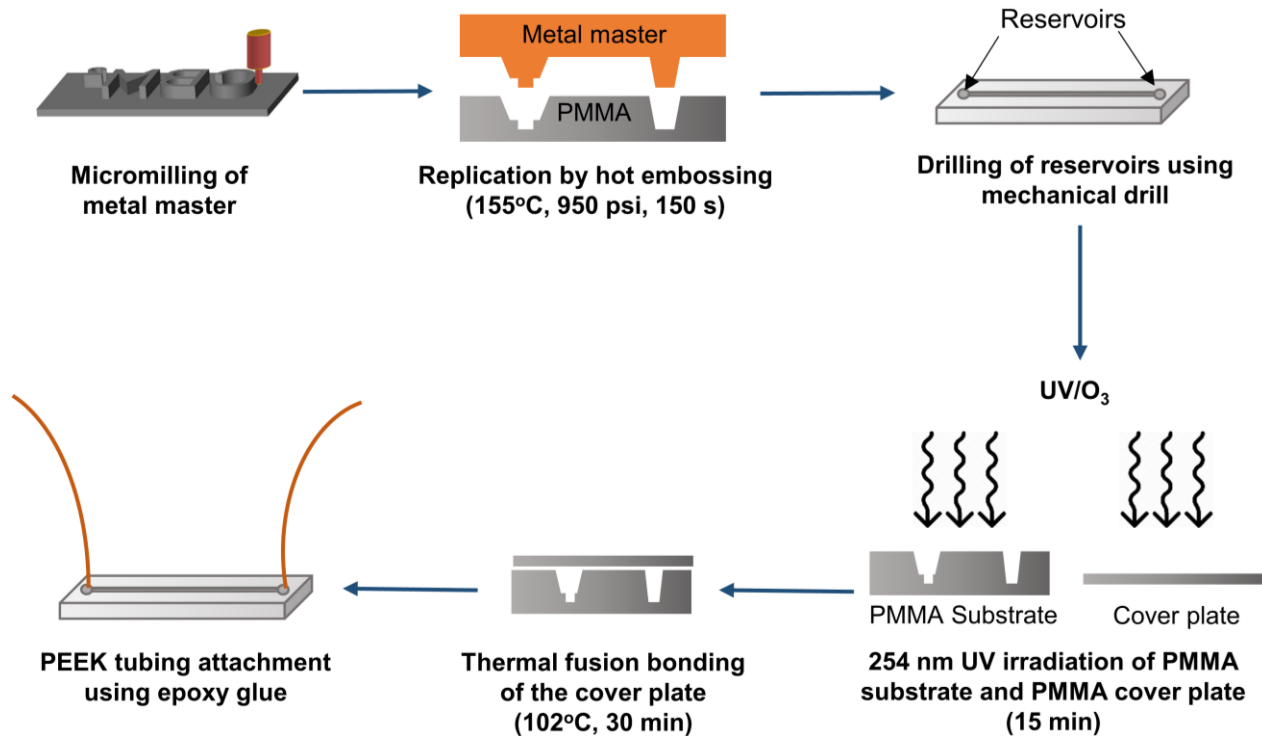 Metal master
PMMA
Reservoirs
Micromilling of
metal master
Replication by hot embossing
(155°C, 950 psi, 150 s)
Drilling of reservoirs using
mechanical drill
UV/O₃
PMMA Substrate
Cover plate
254 nm UV irradiation of PMMA
substrate and PMMA cover plate
(15 min)
Thermal fusion bonding
of the cover plate
(102°C, 30 min)
PEEK tubing attachment
using epoxy glue